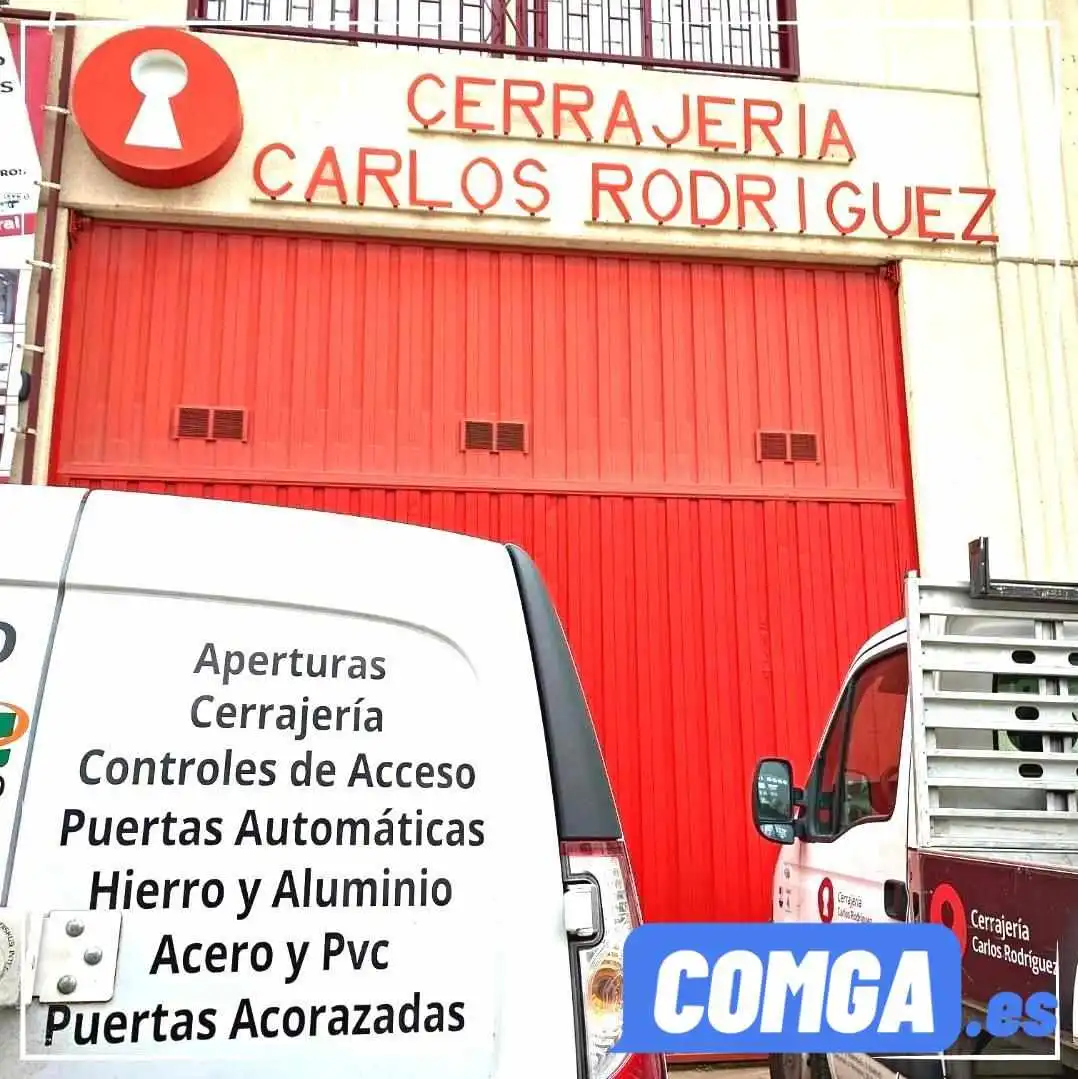 CERRAJERIA
CARLOS RODRIGUEZ
Aperturas
Cerrajería
Controles de Acceso
Puertas Automáticas
Hierro y Aluminio
Acero y Pvc
Puertas Acorazadas
Cerrajería
Carlos Rodríguez
Cerrajería
Carlos Rodríguez
COMGA.es